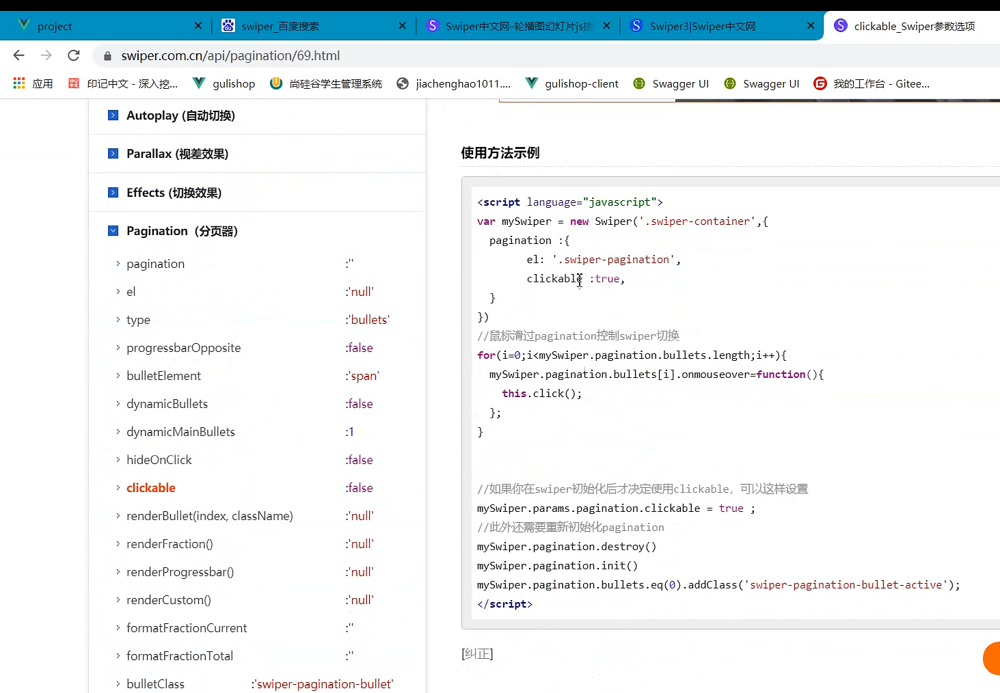 project
swiper_百度搜索
Swiper中文网-轮播图幻灯片js插
Swiper3|Swiper中文网
clickable_Swiper参数选项
swiper.com.cn/api/pagination/69.html
应用
印记中文 - 深入挖...
gulishop
尚硅谷学生管理系统
jiachenghao1011....
gulishop-client
Swagger UI
Swagger UI
我的工作台 - Gitee...
Autoplay (自动切换)
Parallax (视差效果)
Effects (切换效果)
Pagination（分页器)
pagination :''
el :'null'
type :'bullets'
progressbarOpposite :false
bulletElement :'span'
dynamicBullets :false
dynamicMainBullets :1
hideOnClick :false
clickable :false
renderBullet(index, className) :'null'
renderFraction() :'null'
renderProgressbar() :'null'
renderCustom() :'null'
formatFractionCurrent :''
formatFractionTotal :''
bulletClass :'swiper-pagination-bullet'
使用方法示例
<script language="javascript">
var mySwiper = new Swiper('.swiper-container',{
pagination :{
el: '.swiper-pagination',
clickable :true,
}
})
//鼠标滑过pagination控制swiper切换
for(i=0;i<mySwiper.pagination.bullets.length;i++){
mySwiper.pagination.bullets[i].onmouseover=function(){
this.click();
};
}
//如果你在swiper初始化后才决定使用clickable，可以这样设置
mySwiper.params.pagination.clickable = true ;
//此外还需要重新初始化pagination
mySwiper.pagination.destroy()
mySwiper.pagination.init()
mySwiper.pagination.bullets.eq(0).addClass('swiper-pagination-bullet-active');
</script>
[纠正]